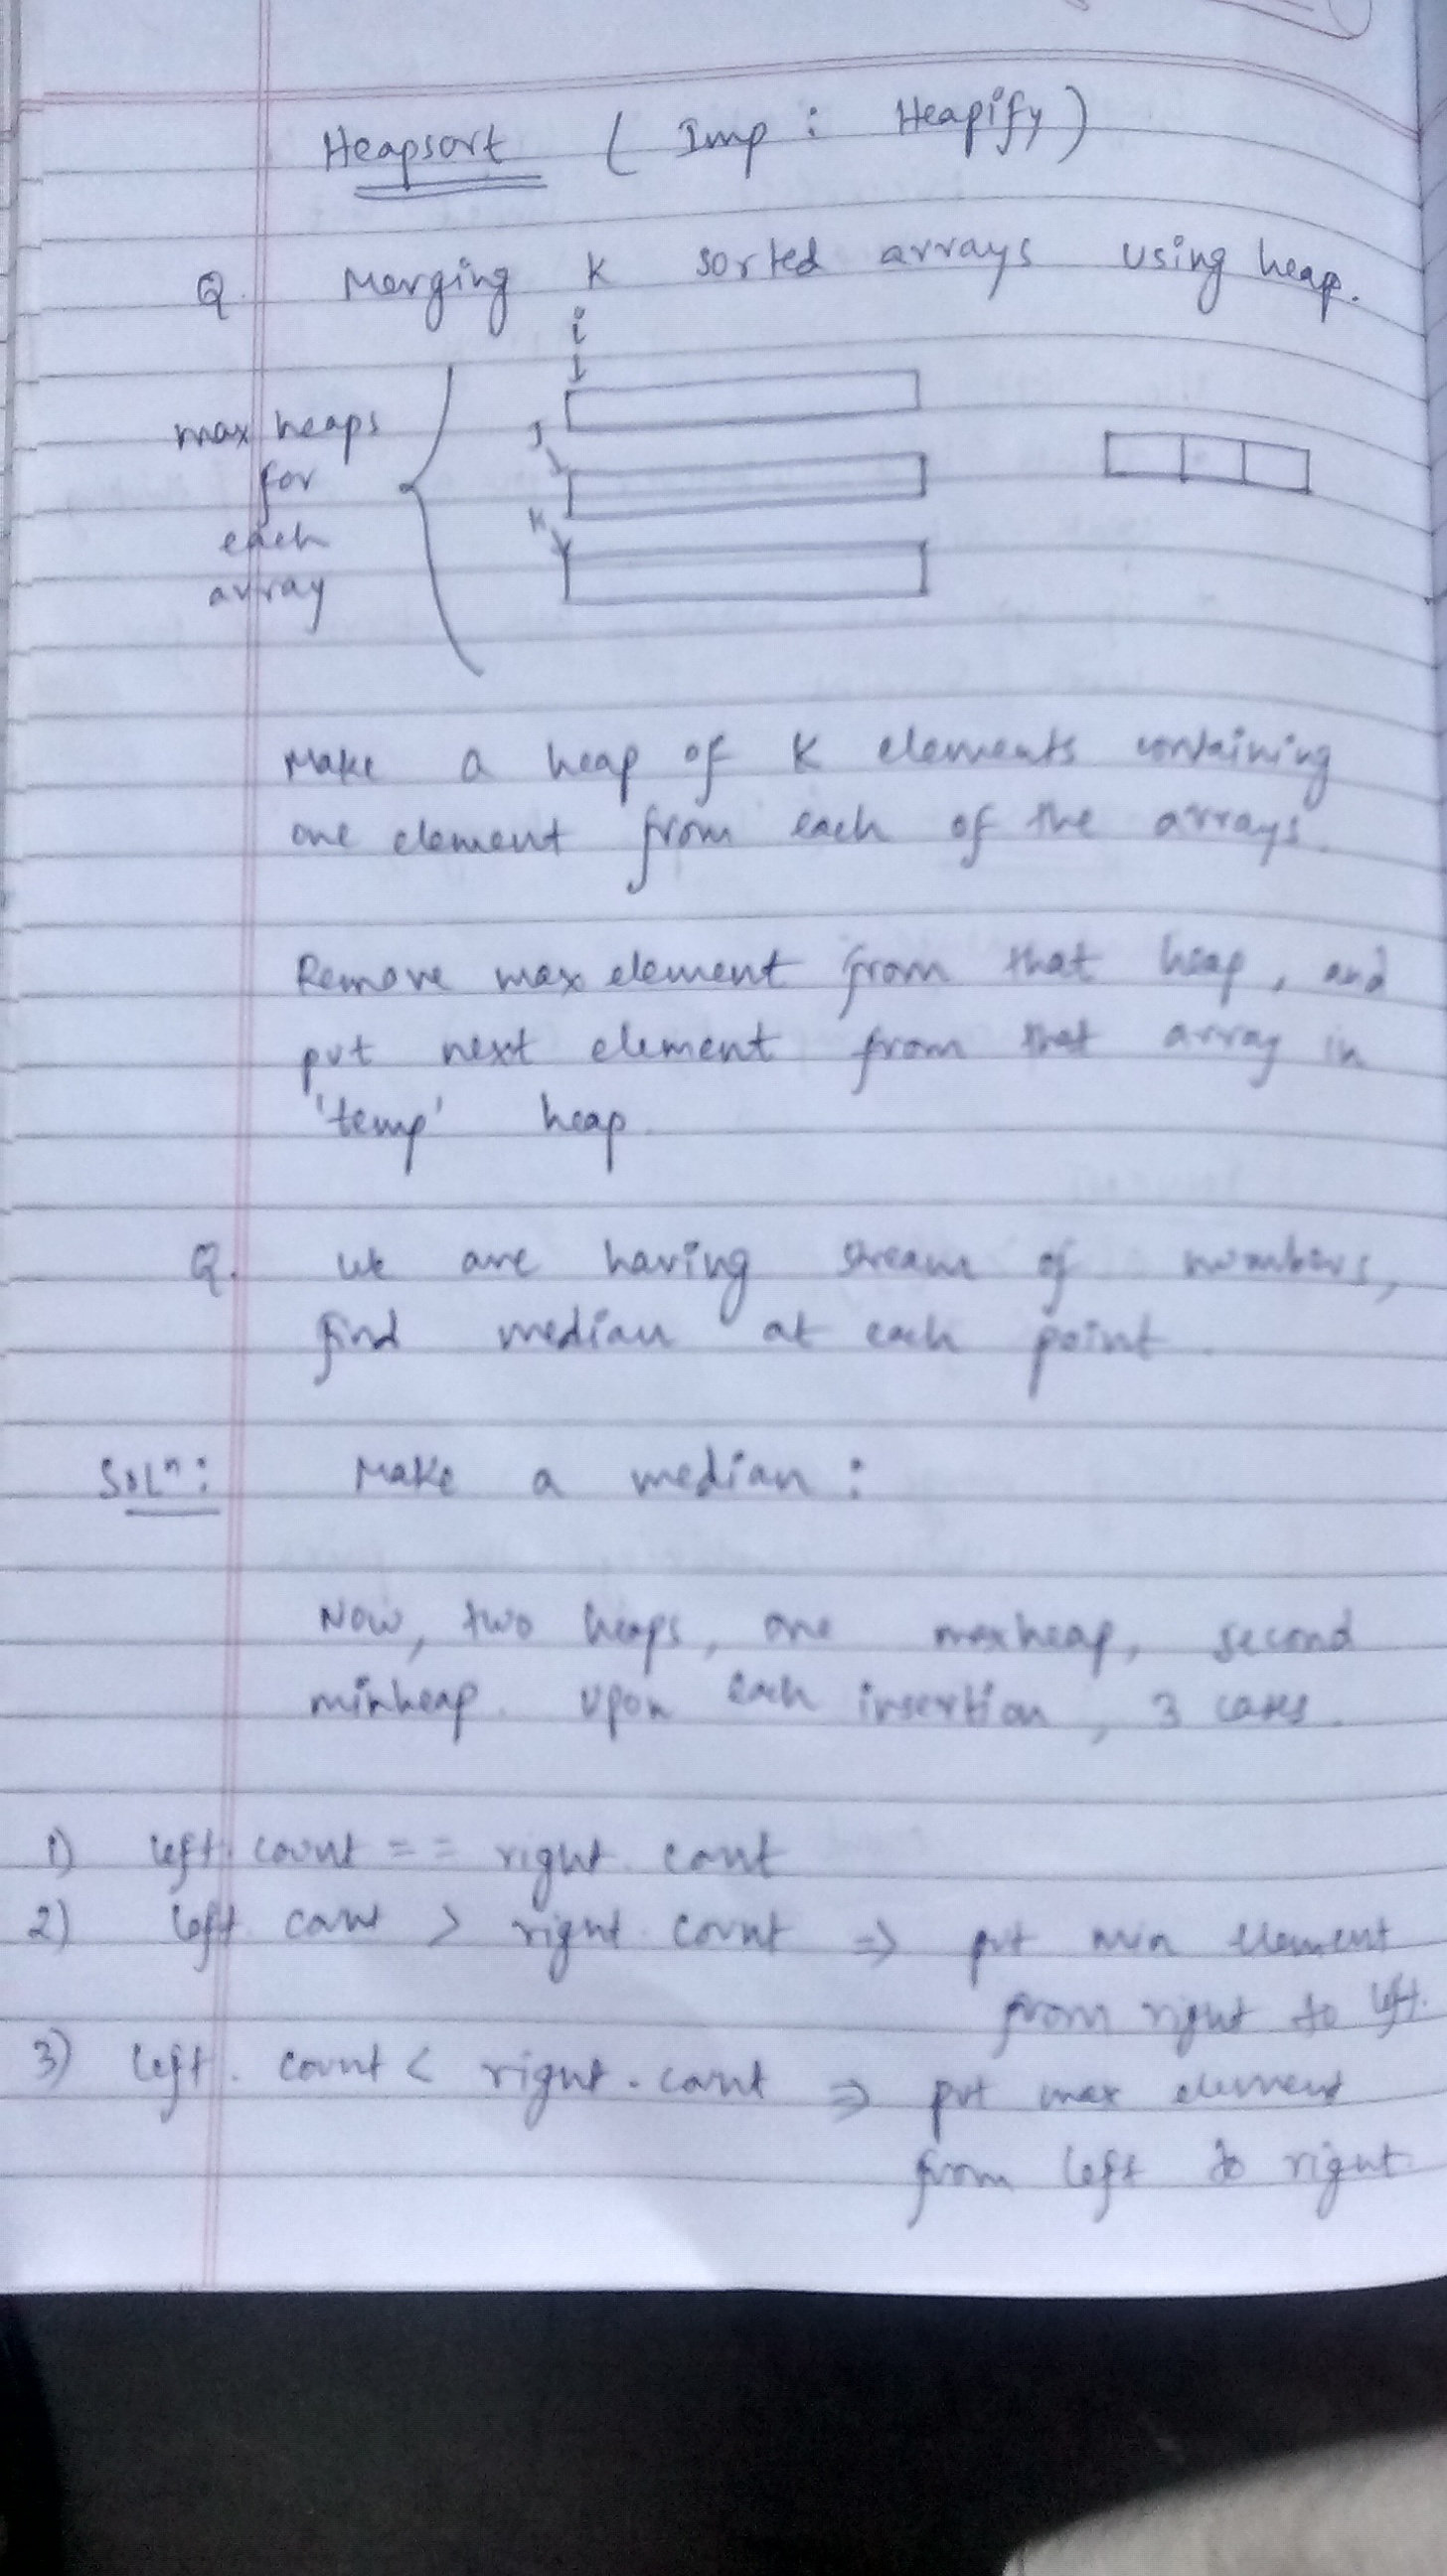 Heapsort ( Imp : Heapify )
Q. Merging K sorted arrays using heap.
i
max heaps
for
each
array
J
K
Make a heap of K elements containing
one element from each of the arrays.
Remove max element from that heap, and
put next element from that array in
'temp' heap.
Q. We are having stream of numbers,
find median at each point.
Solⁿ: Make a median :
Now, two heaps, one maxheap, second
minheap. Upon each insertion, 3 cases.
1) left. count == right. count
2) left. count > right. count => put min element
from right to left.
3) left. count < right. count => put max element
from left to right.